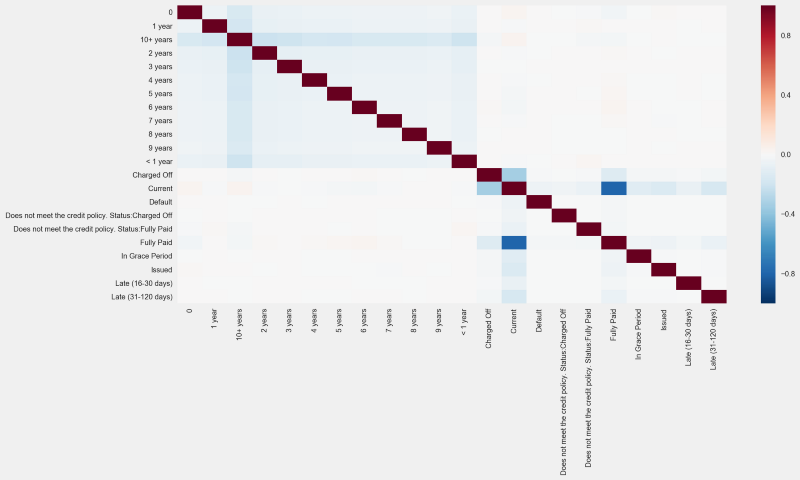 0
1 year
10+ years
2 years
3 years
4 years
5 years
6 years
7 years
8 years
9 years
< 1 year
Charged Off
Current
Default
Does not meet the credit policy. Status:Charged Off
Does not meet the credit policy. Status:Fully Paid
Fully Paid
In Grace Period
Issued
Late (16-30 days)
Late (31-120 days)
0
1 year
10+ years
2 years
3 years
4 years
5 years
6 years
7 years
8 years
9 years
< 1 year
Charged Off
Current
Default
Does not meet the credit policy. Status:Charged Off
Does not meet the credit policy. Status:Fully Paid
Fully Paid
In Grace Period
Issued
Late (16-30 days)
Late (31-120 days)
0.8
0.4
0.0
−0.4
−0.8